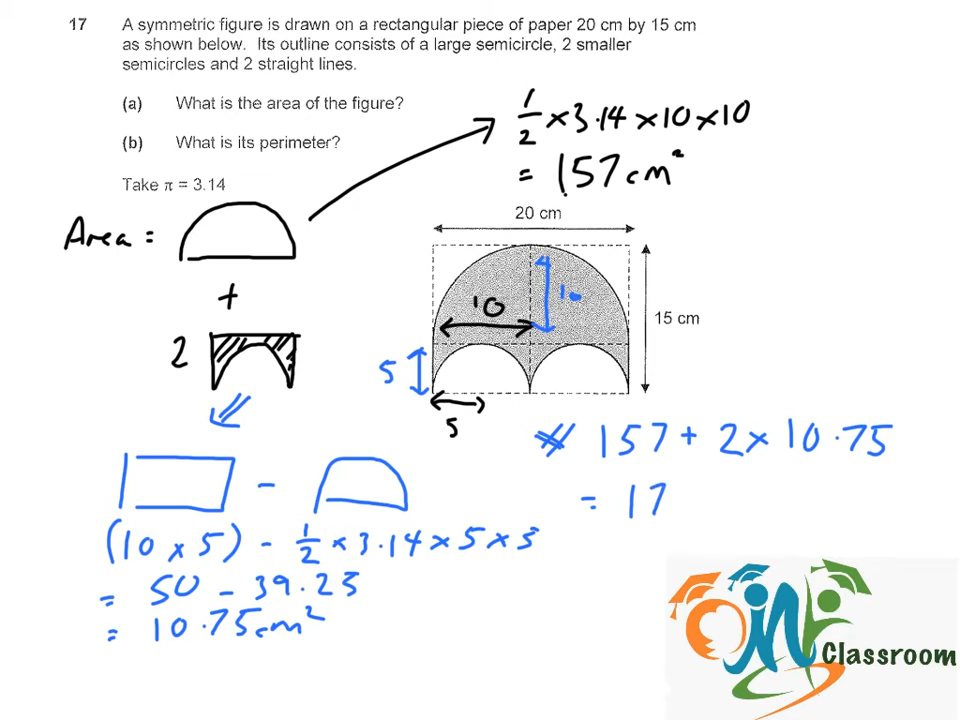 17 A symmetric figure is drawn on a rectangular piece of paper 20 cm by 15 cm
as shown below. Its outline consists of a large semicircle, 2 smaller
semicircles and 2 straight lines.
(a) What is the area of the figure?
(b) What is its perimeter?
Take π = 3.14
1/2 × 3.14 × 10 × 10
= 157 cm²
Area =
+
2
20 cm
10
10
15 cm
5
5
157 + 2 × 10.75
= 17
-
(10 × 5) - 1/2 × 3.14 × 5 × 5
= 50 - 39.25
= 10.75 cm²
Classroom